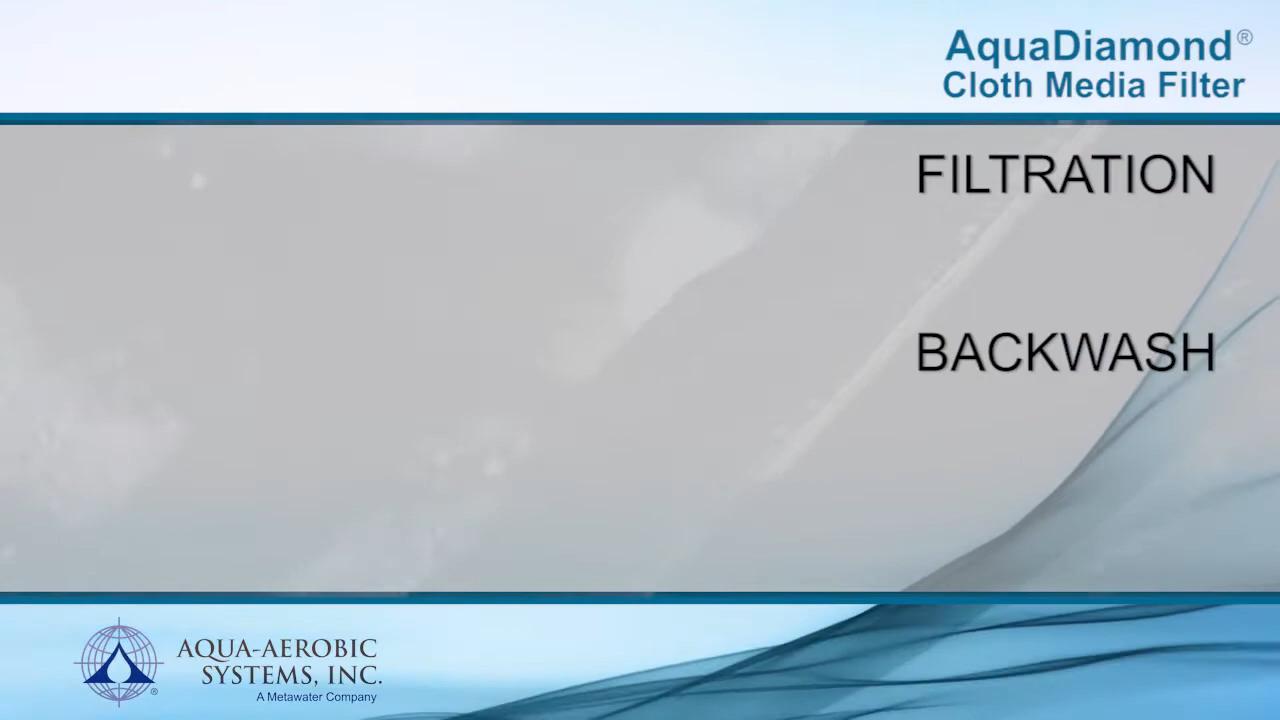 AquaDiamond®
Cloth Media Filter
FILTRATION
BACKWASH
AQUA-AEROBIC
SYSTEMS, INC.
®
A Metawater Company